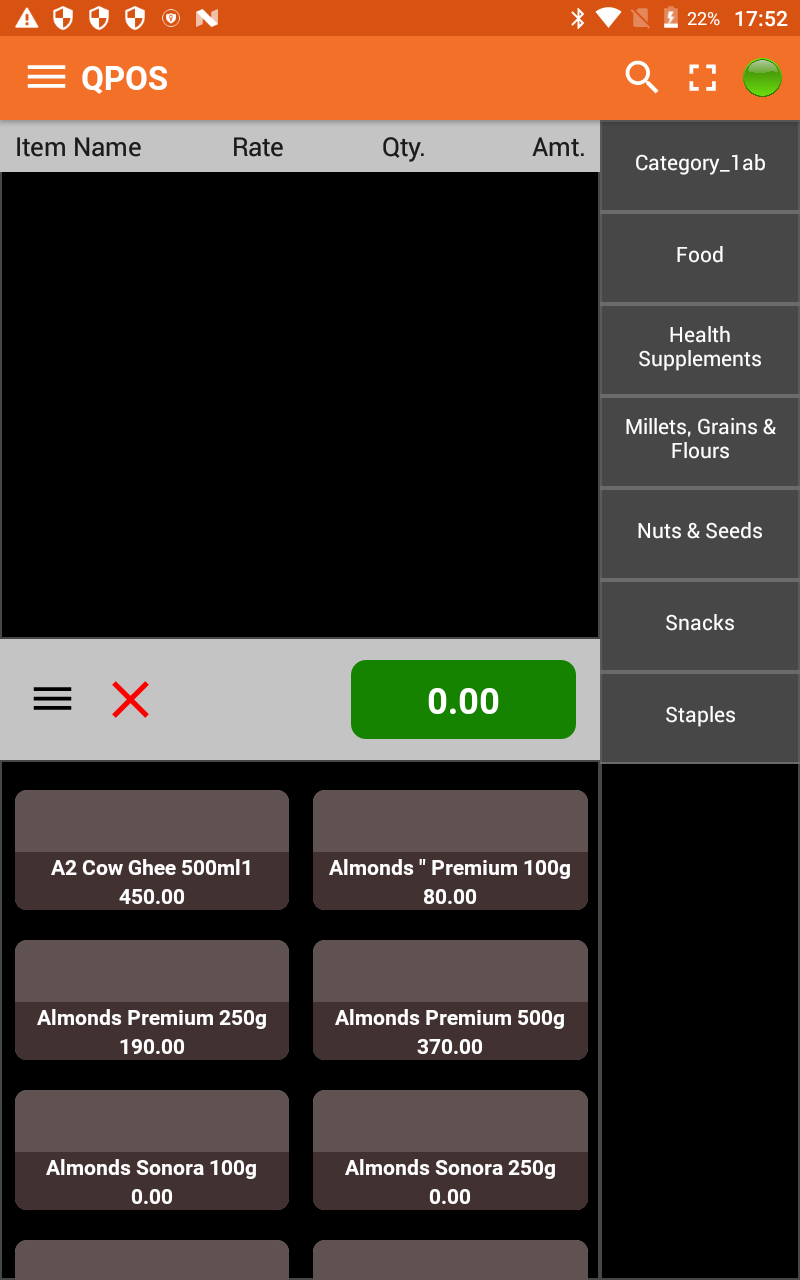 22% 17:52
QPOS
Item Name Rate Qty. Amt.
Category_1ab
Food
Health
Supplements
Millets, Grains &
Flours
Nuts & Seeds
Snacks
Staples
0.00
A2 Cow Ghee 500ml1
450.00
Almonds " Premium 100g
80.00
Almonds Premium 250g
190.00
Almonds Premium 500g
370.00
Almonds Sonora 100g
0.00
Almonds Sonora 250g
0.00